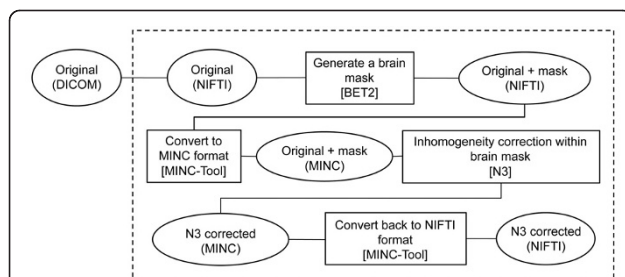 Original
(DICOM)
Original
(NIFTI)
Generate a brain
mask
[BET2]
Original + mask
(NIFTI)
Convert to
MINC format
[MINC-Tool]
Original + mask
(MINC)
Inhomogeneity correction within
brain mask
[N3]
N3 corrected
(MINC)
Convert back to NIFTI
format
[MINC-Tool]
N3 corrected
(NIFTI)